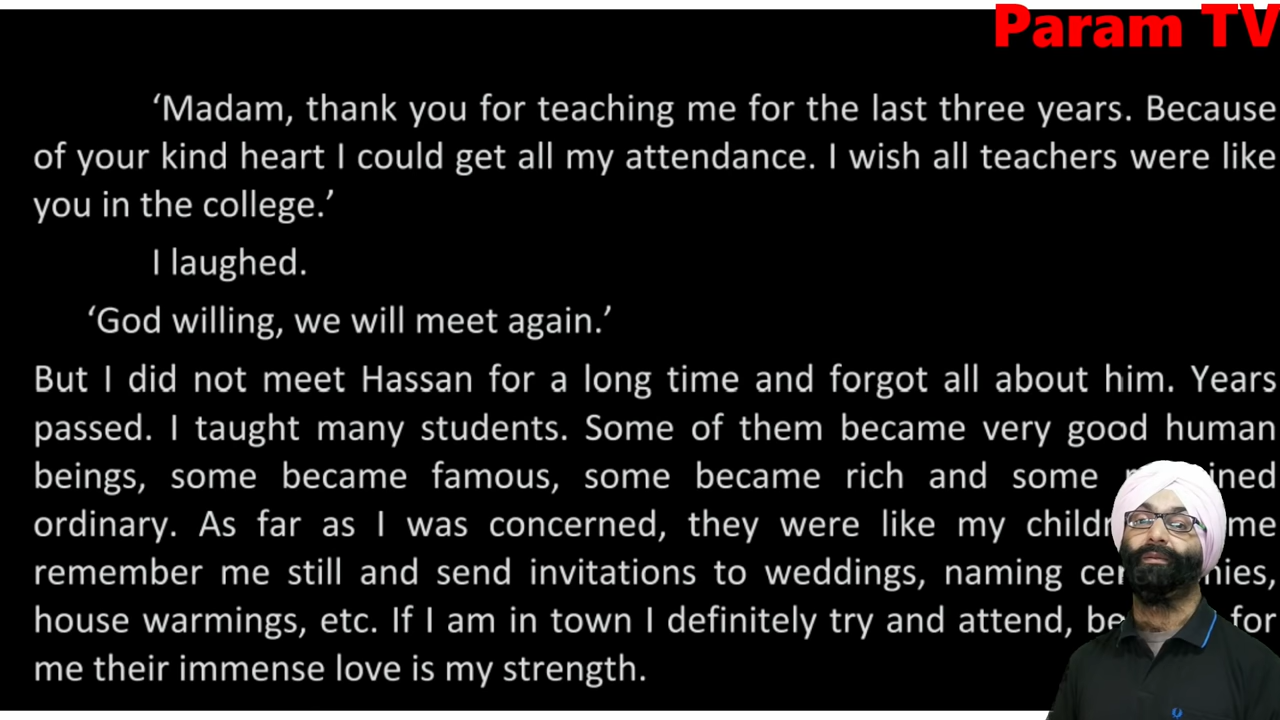 Param TV
‘Madam, thank you for teaching me for the last three years. Because
of your kind heart I could get all my attendance. I wish all teachers were like
you in the college.’
I laughed.
‘God willing, we will meet again.’
But I did not meet Hassan for a long time and forgot all about him. Years
passed. I taught many students. Some of them became very good human
beings, some became famous, some became rich and some
ordinary. As far as I was concerned, they were like my
remember me still and send invitations to weddings, naming
house warmings, etc. If I am in town I definitely try and attend, for
me their immense love is my strength.